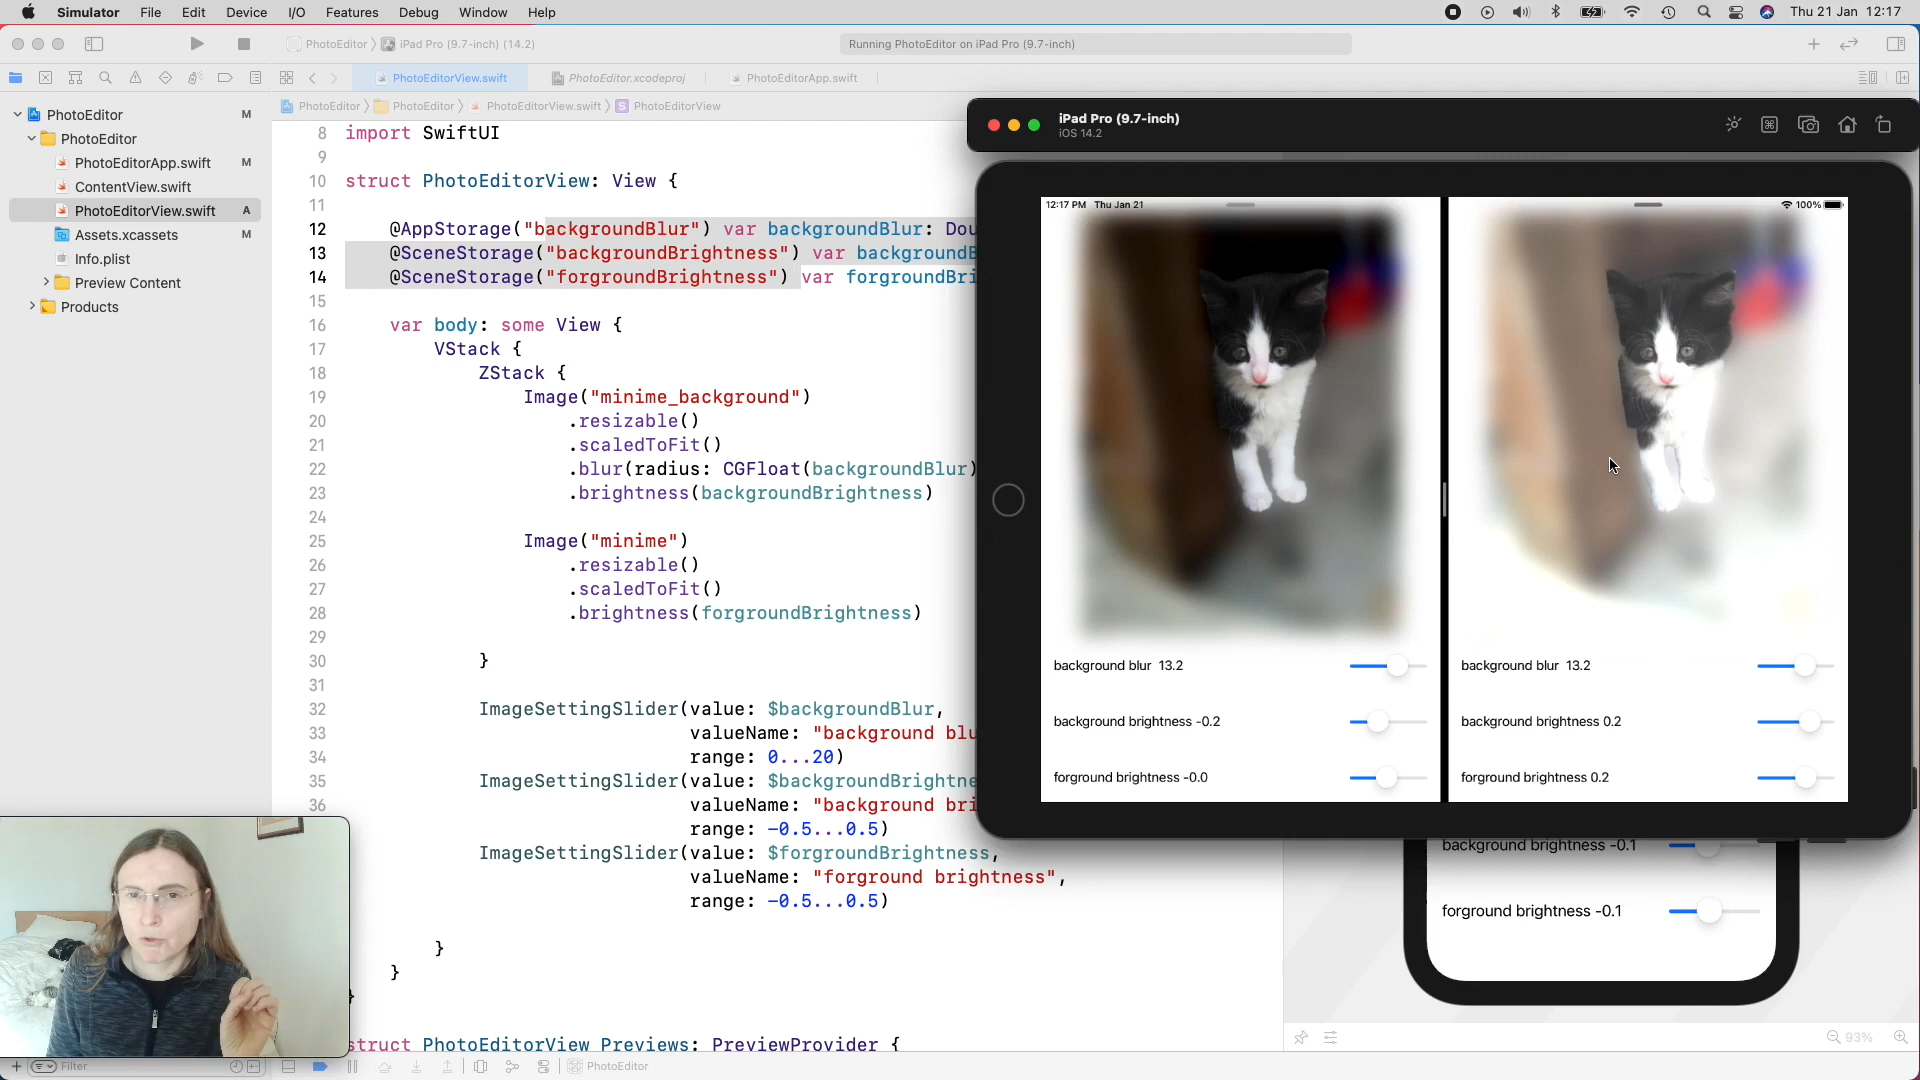 Simulator File Edit View Device I/O Features Debug Window Help
Thu 21 Jan 12:17
PhotoEditor iPad Pro (9.7-inch) (14.2)
Running PhotoEditor on iPad Pro (9.7-inch)
PhotoEditorView.swift PhotoEditor.xcodeproj PhotoEditorApp.swift
PhotoEditor PhotoEditor PhotoEditorView.swift S PhotoEditorView
PhotoEditor M
PhotoEditor
PhotoEditorApp.swift M
ContentView.swift
PhotoEditorView.swift A
Assets.xcassets M
Info.plist
Preview Content
Products
8 import SwiftUI
9
10 struct PhotoEditorView: View {
11
12 @AppStorage("backgroundBlur") var backgroundBlur: Dou
13 @SceneStorage("backgroundBrightness") var backgroundB
14 @SceneStorage("forgroundBrightness") var forgroundBri
15
16 var body: some View {
17 VStack {
18 ZStack {
19 Image("minime_background")
20 .resizable()
21 .scaledToFit()
22 .blur(radius: CGFloat(backgroundBlur)
23 .brightness(backgroundBrightness)
24
25 Image("minime")
26 .resizable()
27 .scaledToFit()
28 .brightness(forgroundBrightness)
29
30 }
31
32 ImageSettingSlider(value: $backgroundBlur,
33 valueName: "background blu
34 range: 0...20)
35 ImageSettingSlider(value: $backgroundBrightne
36 valueName: "background bri
range: -0.5...0.5)
ImageSettingSlider(value: $forgroundBrightness,
valueName: "forground brightness",
range: -0.5...0.5)
}
}
}
struct PhotoEditorView_Previews: PreviewProvider {
iPad Pro (9.7-inch)
iOS 14.2
12:17 PM Thu Jan 21
100%
background blur 13.2
background brightness -0.2
forground brightness -0.0
background blur 13.2
background brightness 0.2
forground brightness 0.2
background brightness -0.1
forground brightness -0.1
93%
Filter
PhotoEditor